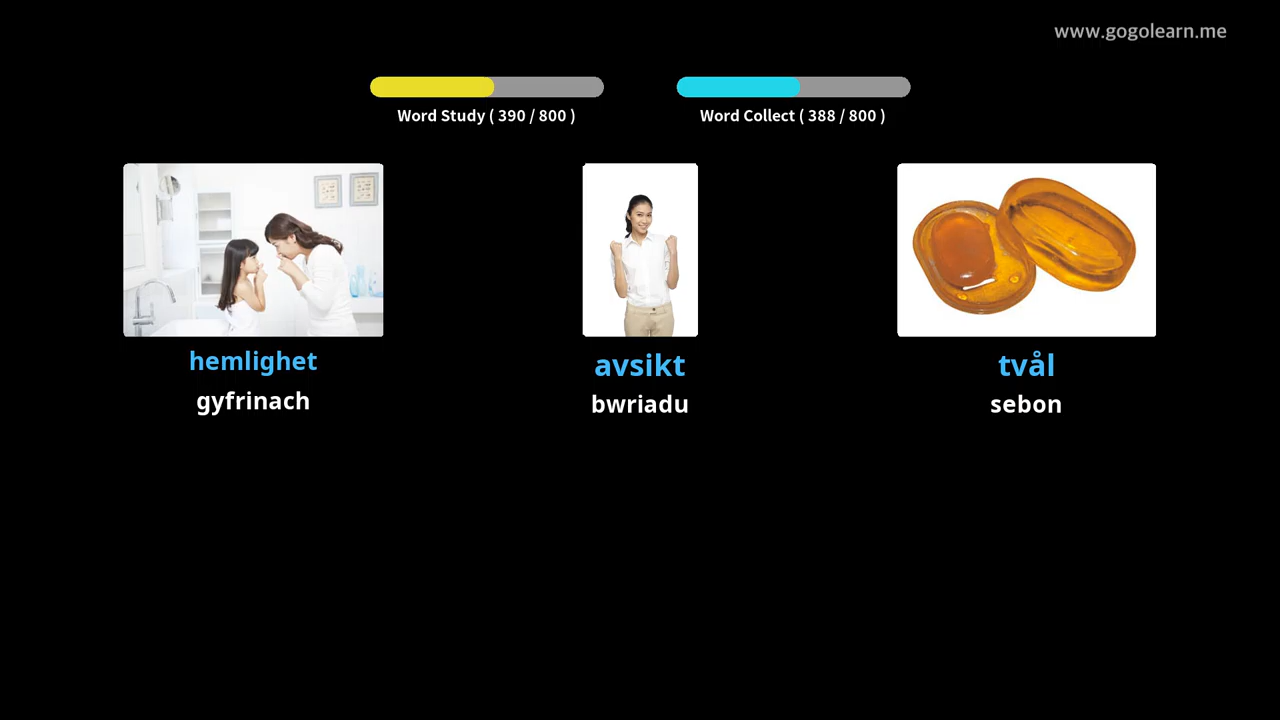 www.gogolearn.me
Word Study ( 390 / 800 )
Word Collect ( 388 / 800 )
hemlighet
gyfrinach
avsikt
bwriadu
tvål
sebon